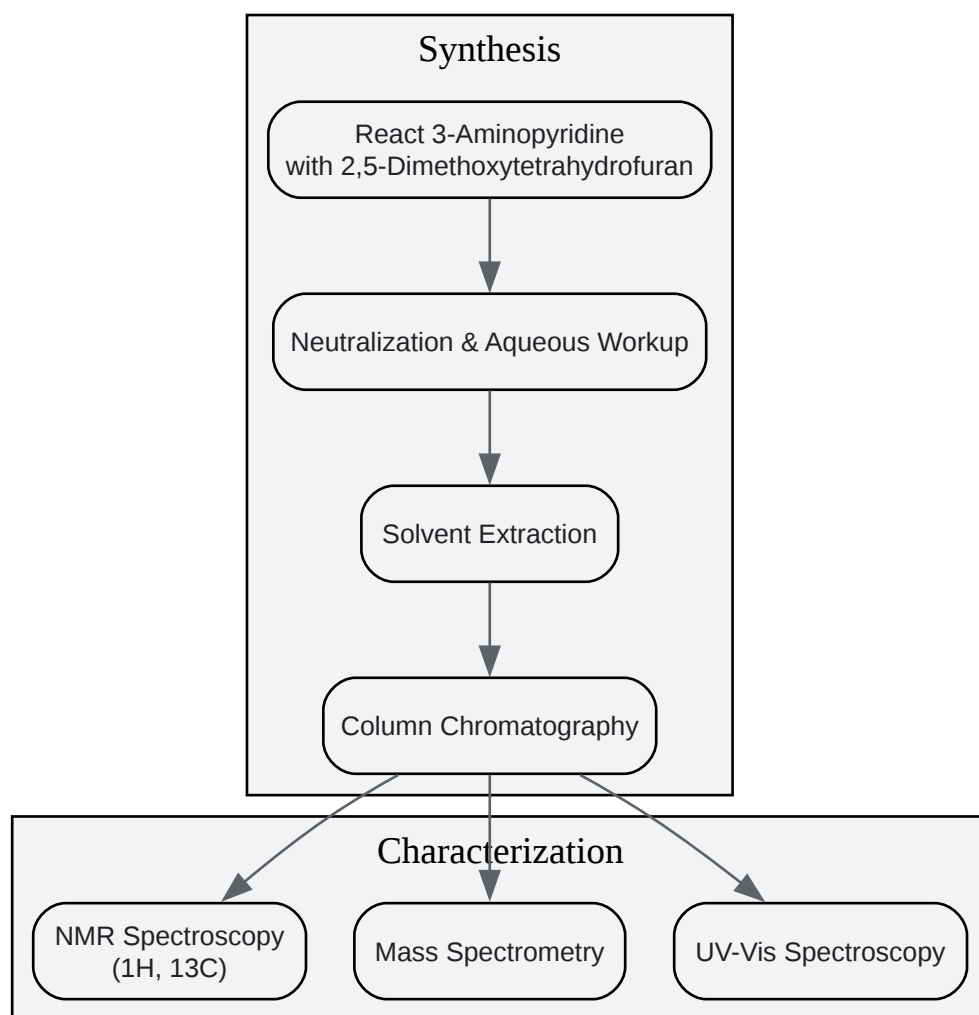 Synthesis
React 3-Aminopyridine
with 2,5-Dimethoxytetrahydrofuran
Neutralization & Aqueous Workup
Solvent Extraction
Column Chromatography
Characterization
NMR Spectroscopy
(1H, 13C)
Mass Spectrometry
UV-Vis Spectroscopy